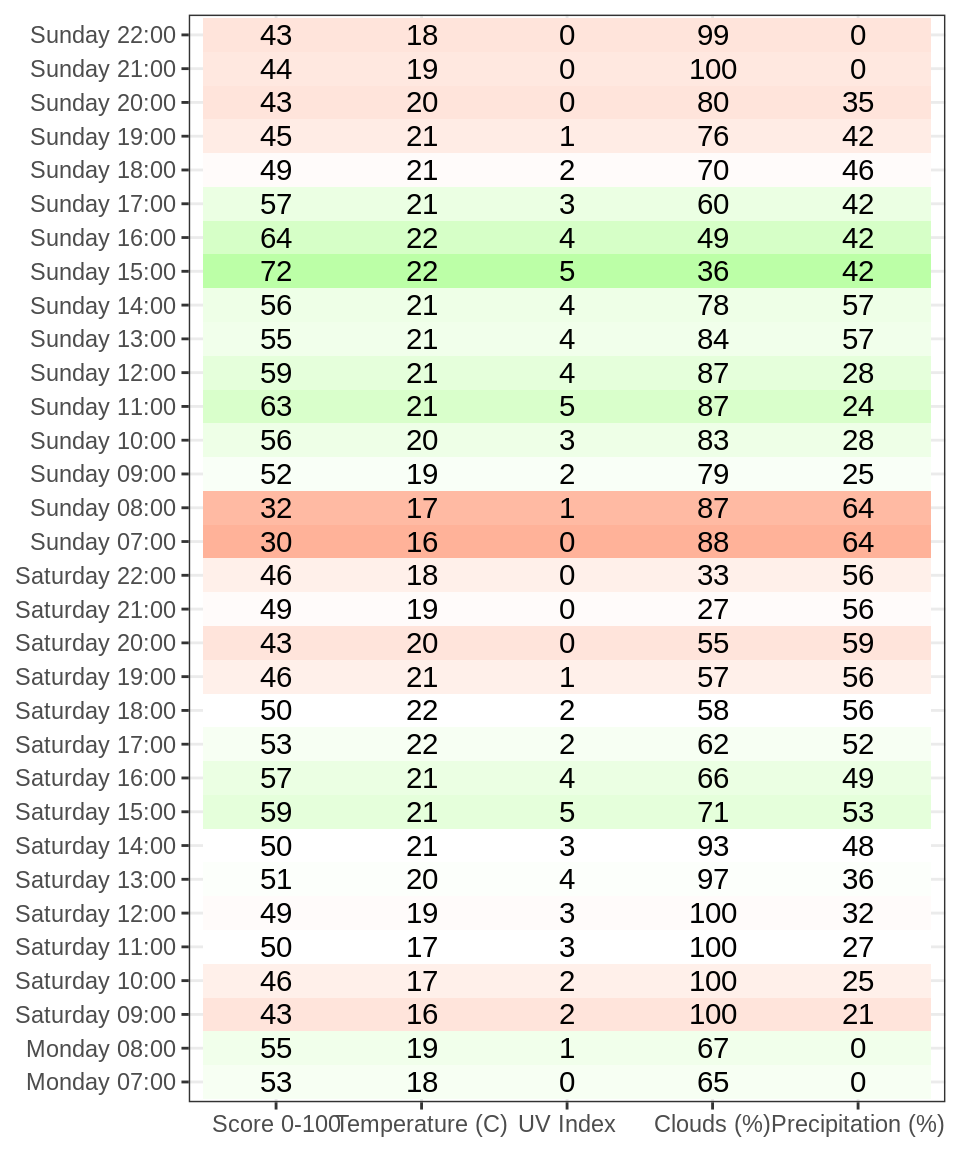 Sunday 22:00 43 18 0 99 0
Sunday 21:00 44 19 0 100 0
Sunday 20:00 43 20 0 80 35
Sunday 19:00 45 21 1 76 42
Sunday 18:00 49 21 2 70 46
Sunday 17:00 57 21 3 60 42
Sunday 16:00 64 22 4 49 42
Sunday 15:00 72 22 5 36 42
Sunday 14:00 56 21 4 78 57
Sunday 13:00 55 21 4 84 57
Sunday 12:00 59 21 4 87 28
Sunday 11:00 63 21 5 87 24
Sunday 10:00 56 20 3 83 28
Sunday 09:00 52 19 2 79 25
Sunday 08:00 32 17 1 87 64
Sunday 07:00 30 16 0 88 64
Saturday 22:00 46 18 0 33 56
Saturday 21:00 49 19 0 27 56
Saturday 20:00 43 20 0 55 59
Saturday 19:00 46 21 1 57 56
Saturday 18:00 50 22 2 58 56
Saturday 17:00 53 22 2 62 52
Saturday 16:00 57 21 4 66 49
Saturday 15:00 59 21 5 71 53
Saturday 14:00 50 21 3 93 48
Saturday 13:00 51 20 4 97 36
Saturday 12:00 49 19 3 100 32
Saturday 11:00 50 17 3 100 27
Saturday 10:00 46 17 2 100 25
Saturday 09:00 43 16 2 100 21
Monday 08:00 55 19 1 67 0
Monday 07:00 53 18 0 65 0
Score 0-100 Temperature (C) UV Index Clouds (%) Precipitation (%)